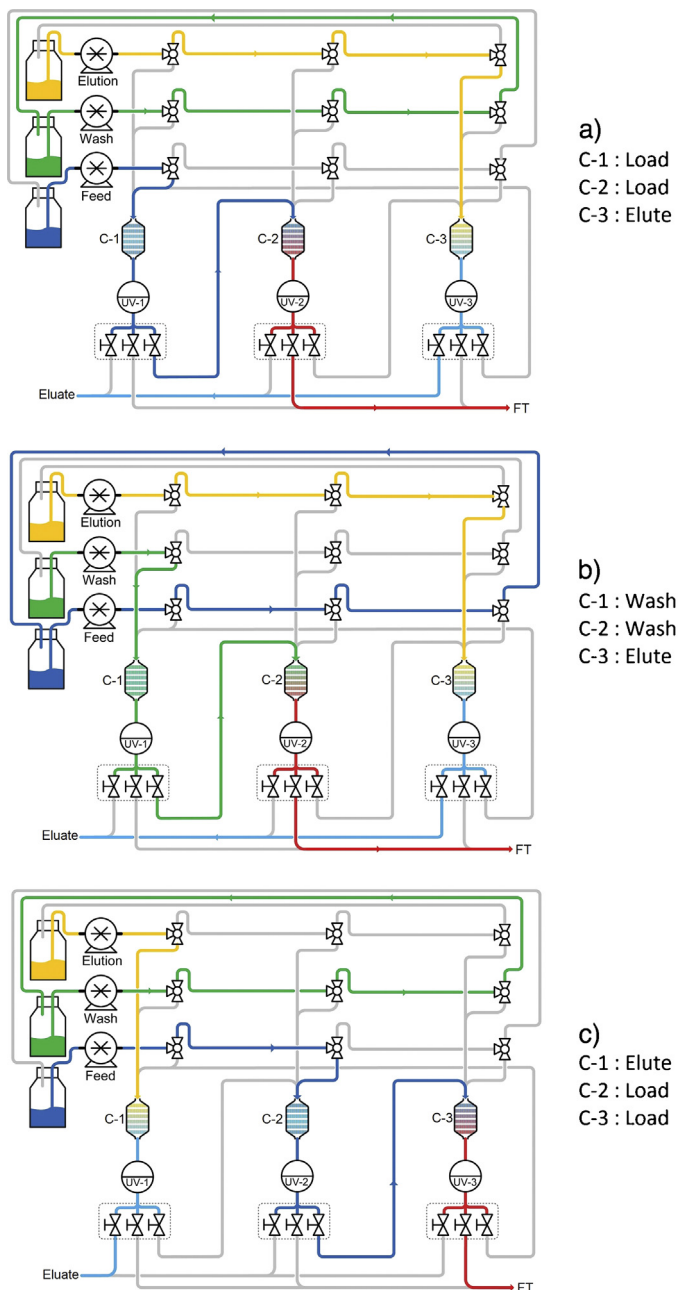 Elution
Wash
Feed
C-1
C-2
C-3
UV-1
UV-2
UV-3
Eluate
FT
a)
C-1 : Load
C-2 : Load
C-3 : Elute
Elution
Wash
Feed
C-1
C-2
C-3
UV-1
UV-2
UV-3
Eluate
FT
b)
C-1 : Wash
C-2 : Wash
C-3 : Elute
Elution
Wash
Feed
C-1
C-2
C-3
UV-1
UV-2
UV-3
Eluate
FT
c)
C-1 : Elute
C-2 : Load
C-3 : Load